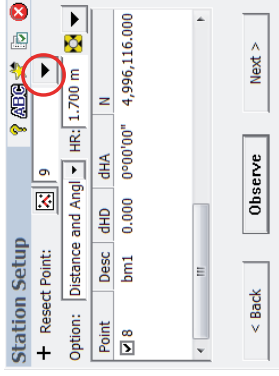 Station Setup ? ABC
Resect Point: 9
Option: Distance and Angl HR: 1.700 m
Point Desc dHD dHA N
8 bm1 0.000 0°00'00" 4,996,116.000
< Back Observe Next >